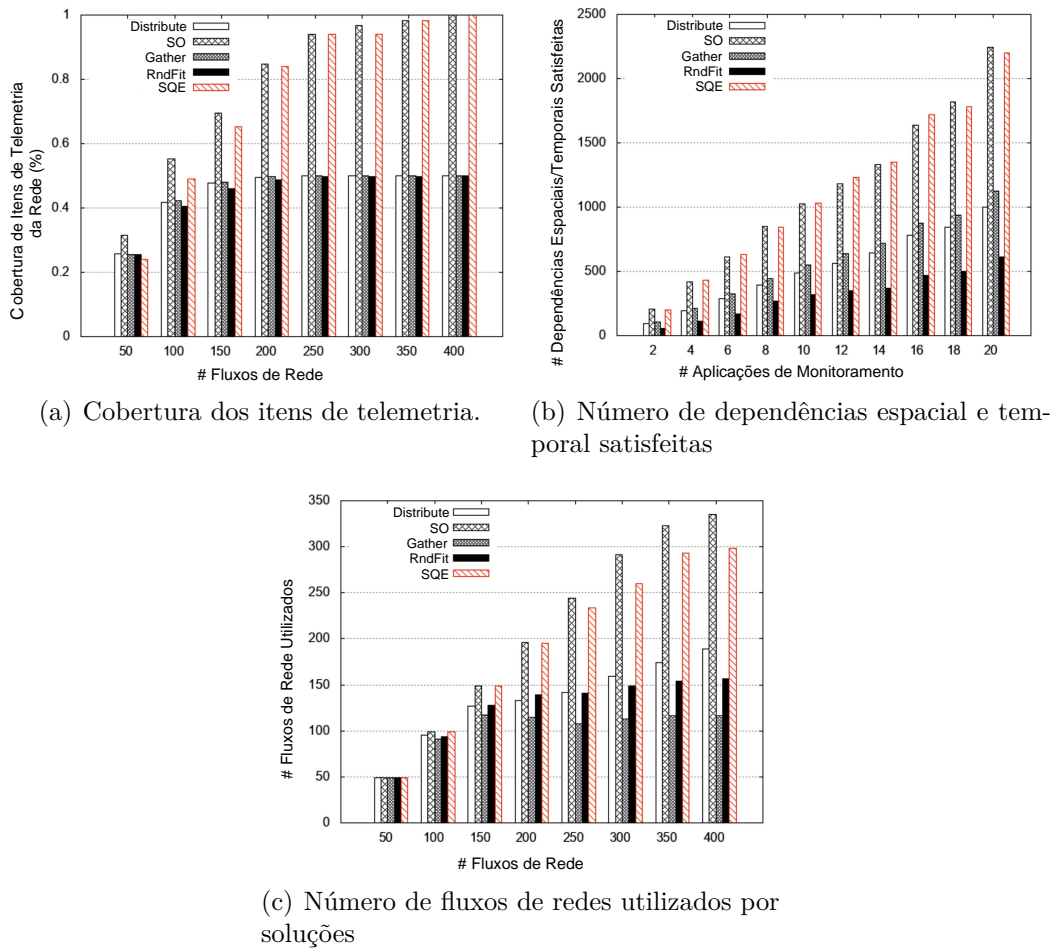 Distribute
SO
Gather
RndFit
SQE
Cobertura de Itens de Telemetria
da Rede (%)
1
0.8
0.6
0.4
0.2
0
50 100 150 200 250 300 350 400
# Fluxos de Rede
(a) Cobertura dos itens de telemetria.
Distribute
SO
Gather
RndFit
SQE
# Dependências Espaciais/Temporais Satisfeitas
2500
2000
1500
1000
500
0
2 4 6 8 10 12 14 16 18 20
# Aplicações de Monitoramento
(b) Número de dependências espacial e tem-
poral satisfeitas
Distribute
SO
Gather
RndFit
SQE
# Fluxos de Rede Utilizados
350
300
250
200
150
100
50
0
50 100 150 200 250 300 350 400
# Fluxos de Rede
(c) Número de fluxos de redes utilizados por
soluções